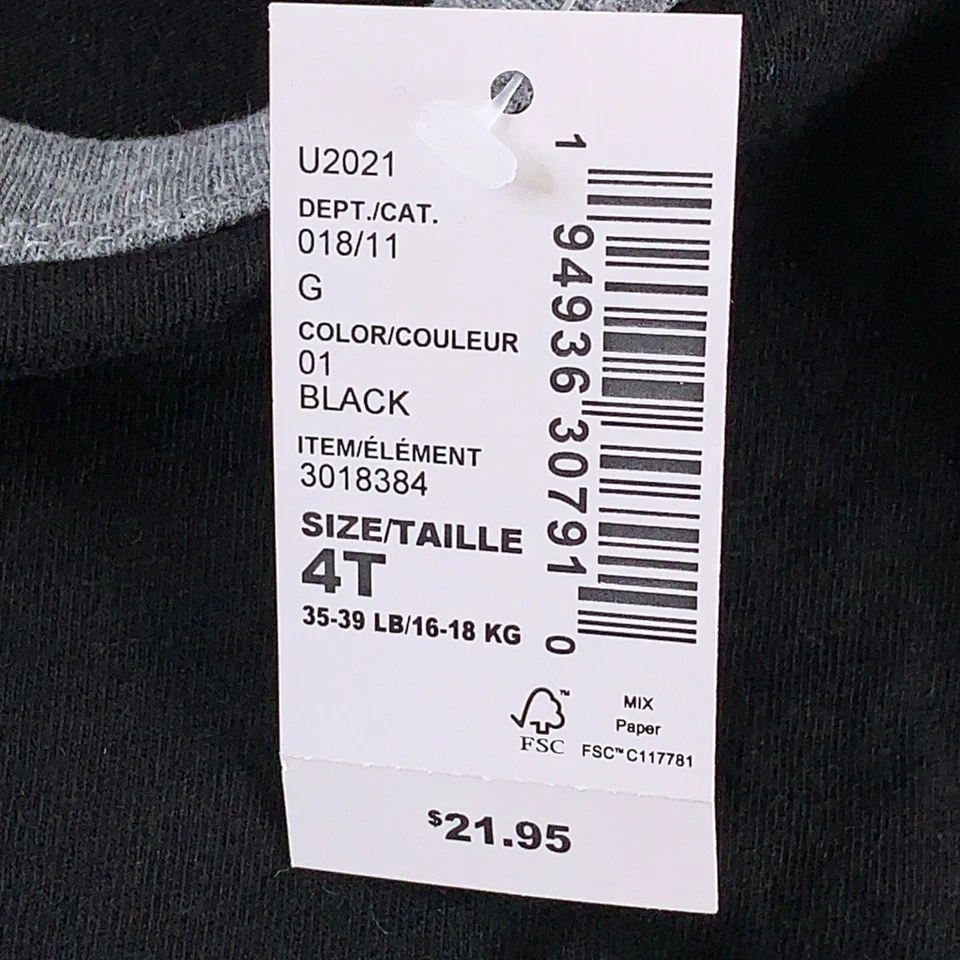 U2021
DEPT./CAT.
018/11
G
COLOR/COULEUR
01
BLACK
ITEM/ÉLÉMENT
3018384
SIZE/TAILLE
4T
35-39 LB/16-18 KG
1 94936 30791 0
FSC™
MIX
Paper
FSC™ C117781
$21.95